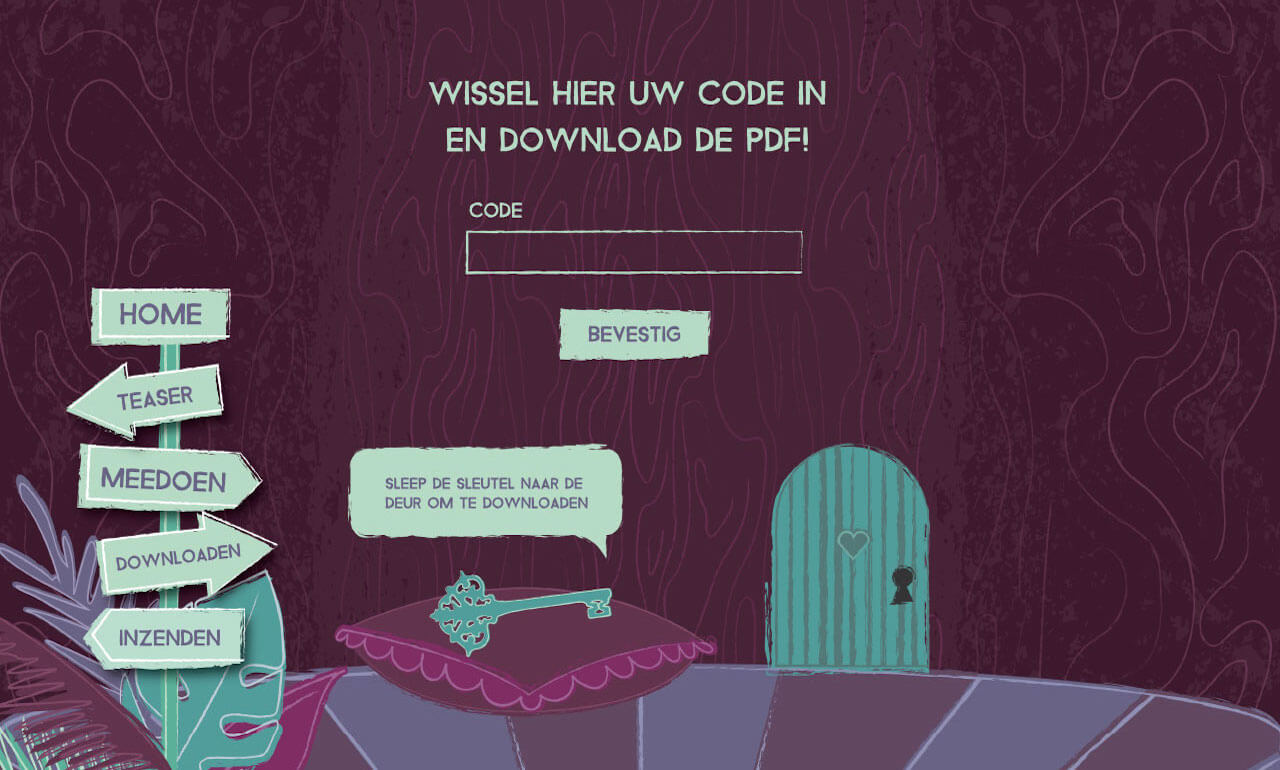 WISSEL HIER UW CODE IN
EN DOWNLOAD DE PDF!
CODE
BEVESTIG
HOME
TEASER
MEEDOEN
DOWNLOADEN
INZENDEN
SLEEP DE SLEUTEL NAAR DE
DEUR OM TE DOWNLOADEN